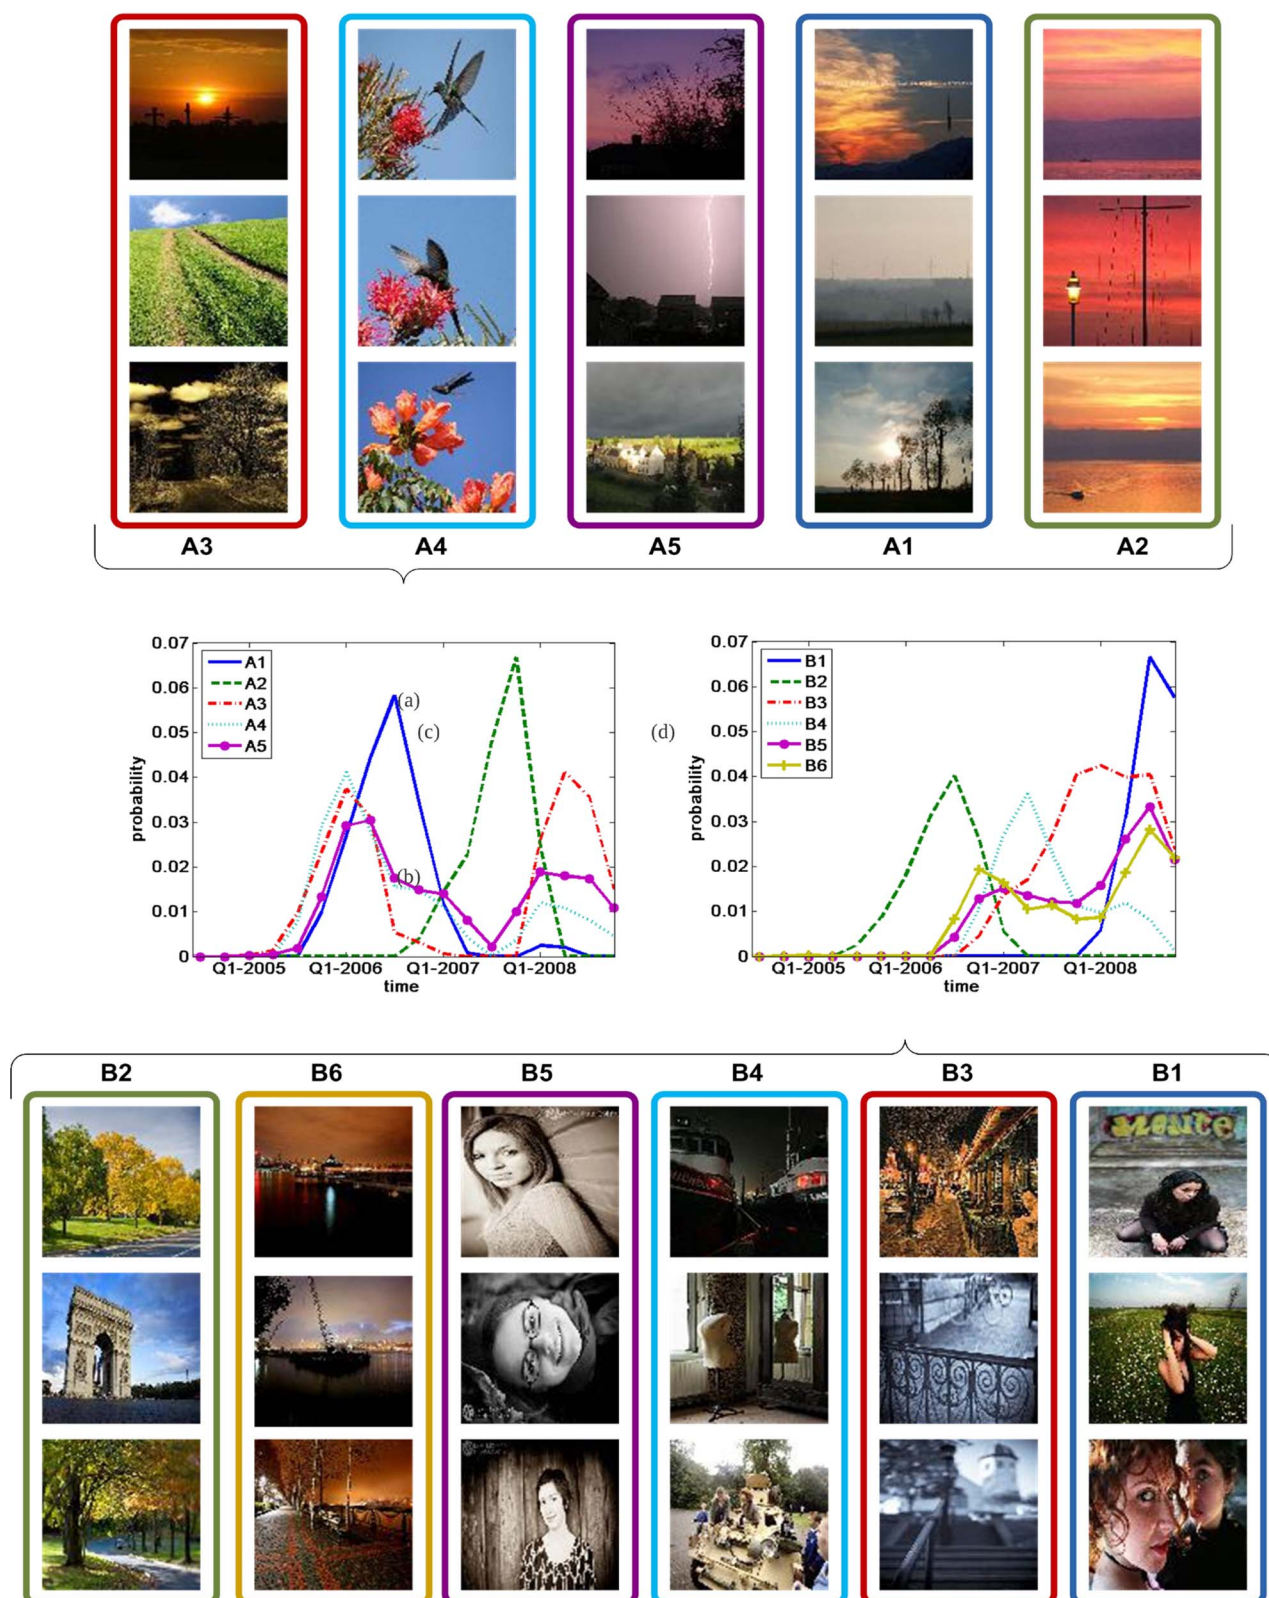 A3 A4 A5 A1 A2
0.07
0.06
0.05
0.04
0.03
0.02
0.01
0
probability
A1
A2
A3
A4
A5
(a)
(c)
(b)
Q1-2005 Q1-2006 Q1-2007 Q1-2008
time
(d)
0.07
0.06
0.05
0.04
0.03
0.02
0.01
0
probability
B1
B2
B3
B4
B5
B6
Q1-2005 Q1-2006 Q1-2007 Q1-2008
time
B2 B6 B5 B4 B3 B1